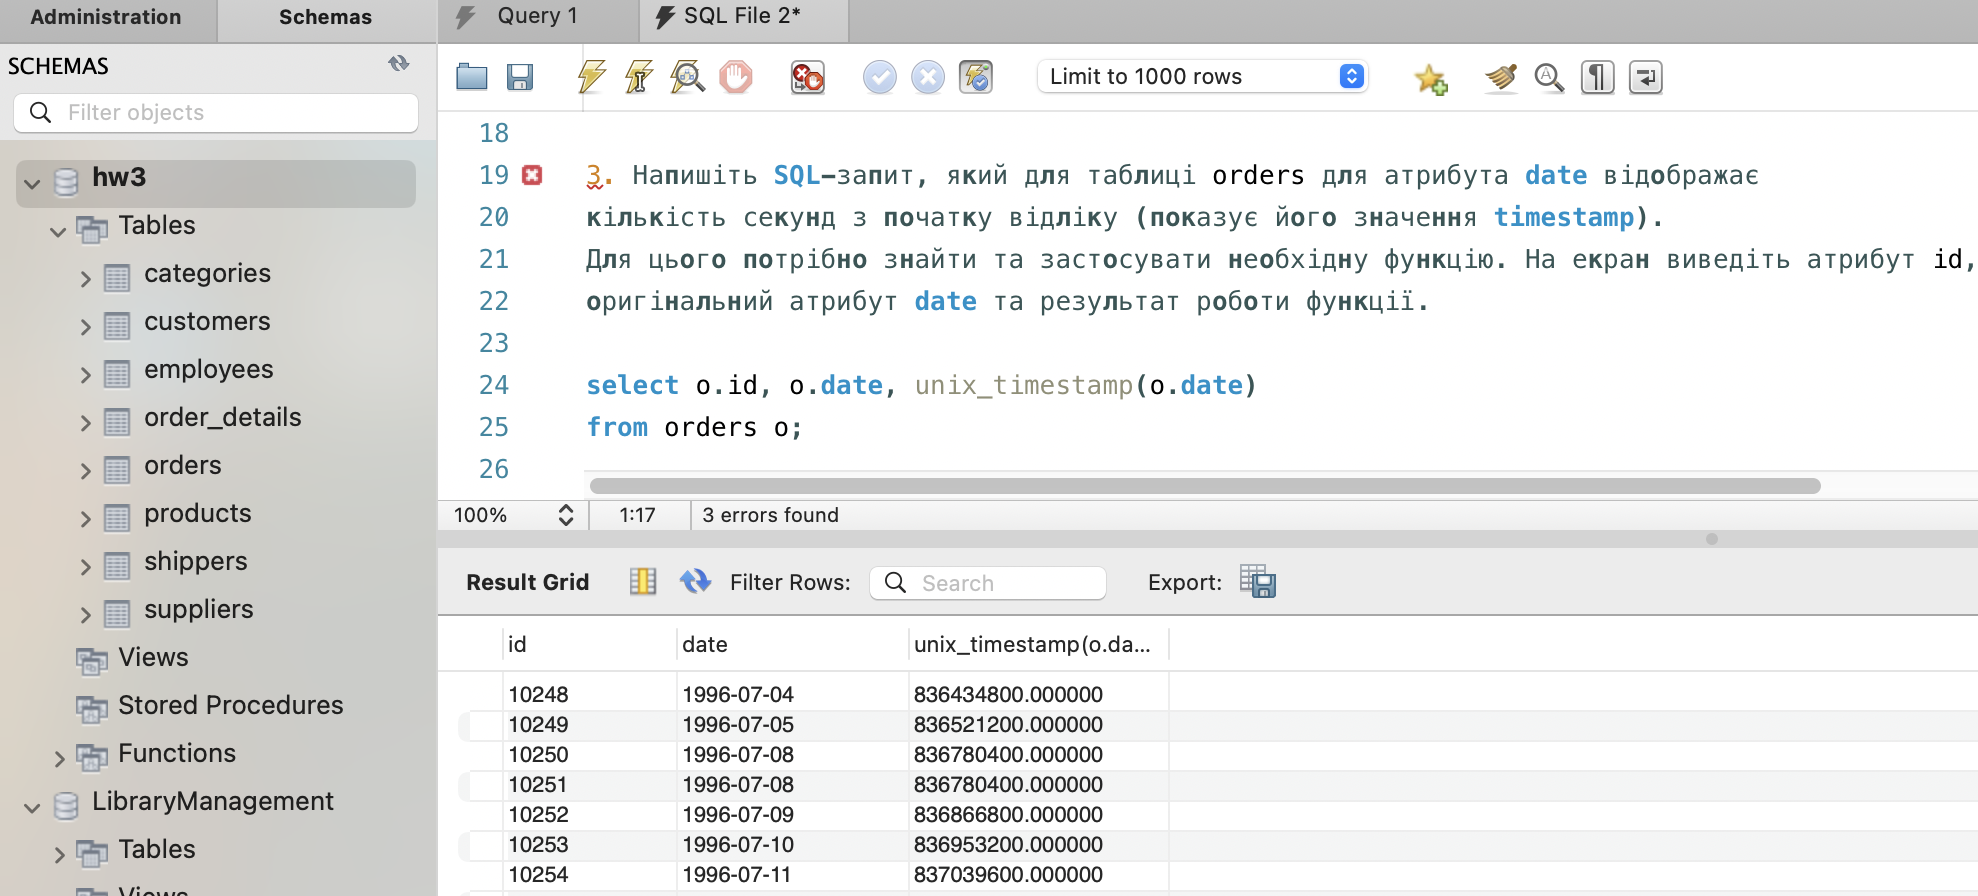 Administration
Schemas
Query 1
SQL File 2*
SCHEMAS
Filter objects
hw3
Tables
categories
customers
employees
order_details
orders
products
shippers
suppliers
Views
Stored Procedures
Functions
LibraryManagement
Tables
Views
Limit to 1000 rows
18
19 3. Напишіть SQL-запит, який для таблиці orders для атрибута date відображає
20 кількість секунд з початку відліку (показує його значення timestamp).
21 Для цього потрібно знайти та застосувати необхідну функцію. На екран виведіть атрибут id,
22 оригінальний атрибут date та результат роботи функції.
23
24 select o.id, o.date, unix_timestamp(o.date)
25 from orders o;
26
100% 1:17 3 errors found
Result Grid Filter Rows: Search Export:
id date unix_timestamp(o.da...
10248 1996-07-04 836434800.000000
10249 1996-07-05 836521200.000000
10250 1996-07-08 836780400.000000
10251 1996-07-08 836780400.000000
10252 1996-07-09 836866800.000000
10253 1996-07-10 836953200.000000
10254 1996-07-11 837039600.000000